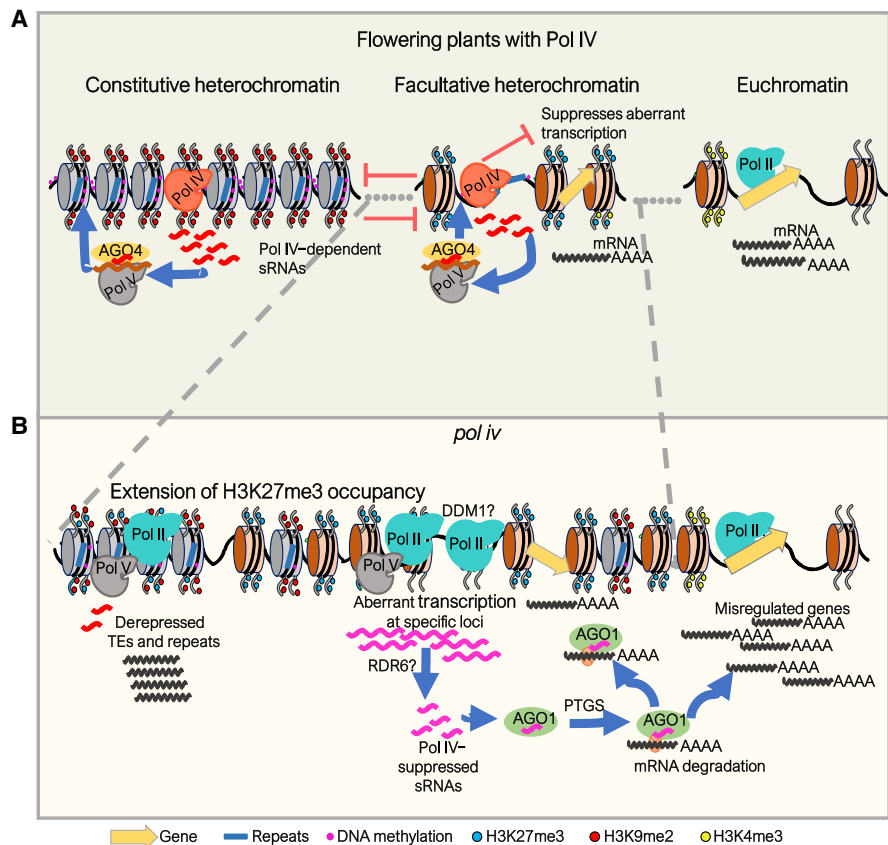 A
Flowering plants with Pol IV
Constitutive heterochromatin
Facultative heterochromatin
Euchromatin
Suppresses aberrant
transcription
Pol IV
Pol IV
Pol II
AGO4
Pol V
Pol IV–dependent
sRNAs
AGO4
Pol V
mRNA
AAAA
mRNA
AAAA
AAAA
B
pol iv
Extension of H3K27me3 occupancy
DDM1?
Pol II
Pol V
Pol II
Pol V
Pol II
Pol II
Derepressed
TEs and repeats
Aberrant transcription
at specific loci
AAAA
Misregulated genes
AAAA
AAAA
AAAA
AAAA
AAAA
RDR6?
AGO1
AAAA
Pol IV–
suppressed
sRNAs
AGO1
PTGS
AGO1
AAAA
mRNA degradation
Gene
Repeats
DNA methylation
H3K27me3
H3K9me2
H3K4me3